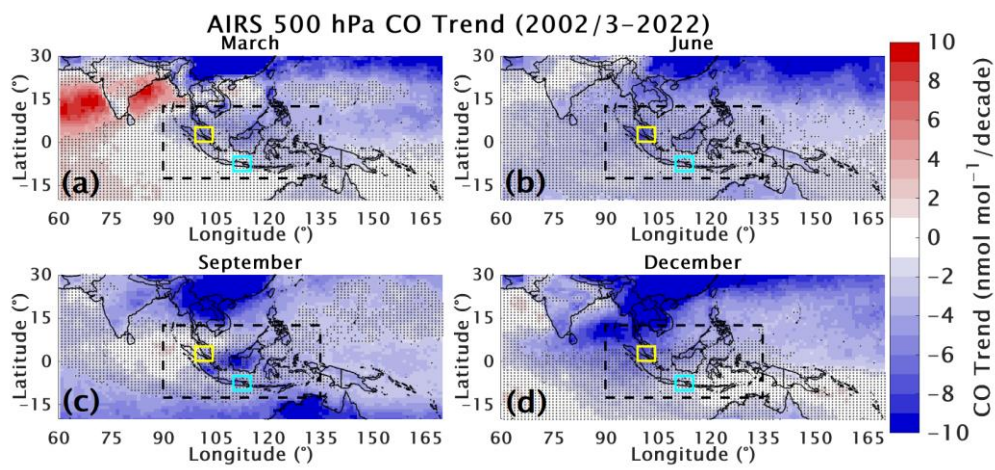 AIRS 500 hPa CO Trend (2002/3-2022)
March
June
30
15
0
-15
Latitude (°)
(a)
60 75 90 105 120 135 150 165
Longitude (°)
30
15
0
-15
Latitude (°)
(b)
60 75 90 105 120 135 150 165
Longitude (°)
September
December
30
15
0
-15
Latitude (°)
(c)
60 75 90 105 120 135 150 165
Longitude (°)
30
15
0
-15
Latitude (°)
(d)
60 75 90 105 120 135 150 165
Longitude (°)
10
8
6
4
2
0
-2
-4
-6
-8
-10
CO Trend (nmol mol⁻¹/decade)